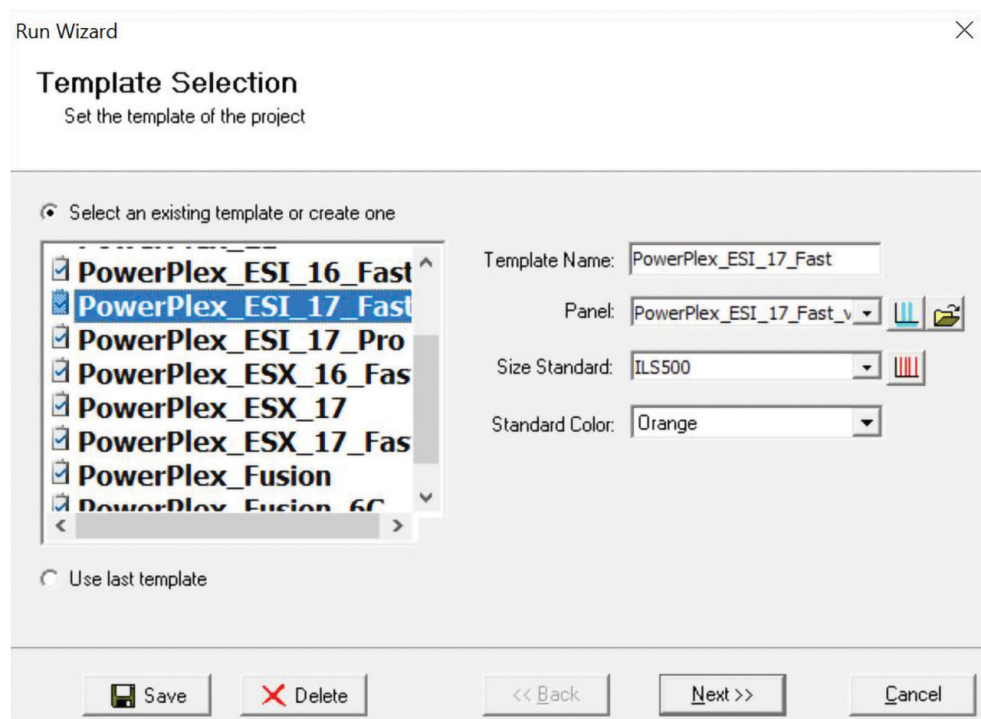 Run Wizard
Template Selection
Set the template of the project
Select an existing template or create one
PowerPlex_ESI_16_Fast
PowerPlex_ESI_17_Fast
PowerPlex_ESI_17_Pro
PowerPlex_ESX_16_Fas
PowerPlex_ESX_17
PowerPlex_ESX_17_Fas
PowerPlex_Fusion
PowerPlex_Fusion_6C
Template Name: PowerPlex_ESI_17_Fast
Panel: PowerPlex_ESI_17_Fast_v
Size Standard: ILS500
Standard Color: Orange
Use last template
Save Delete << Back Next >> Cancel